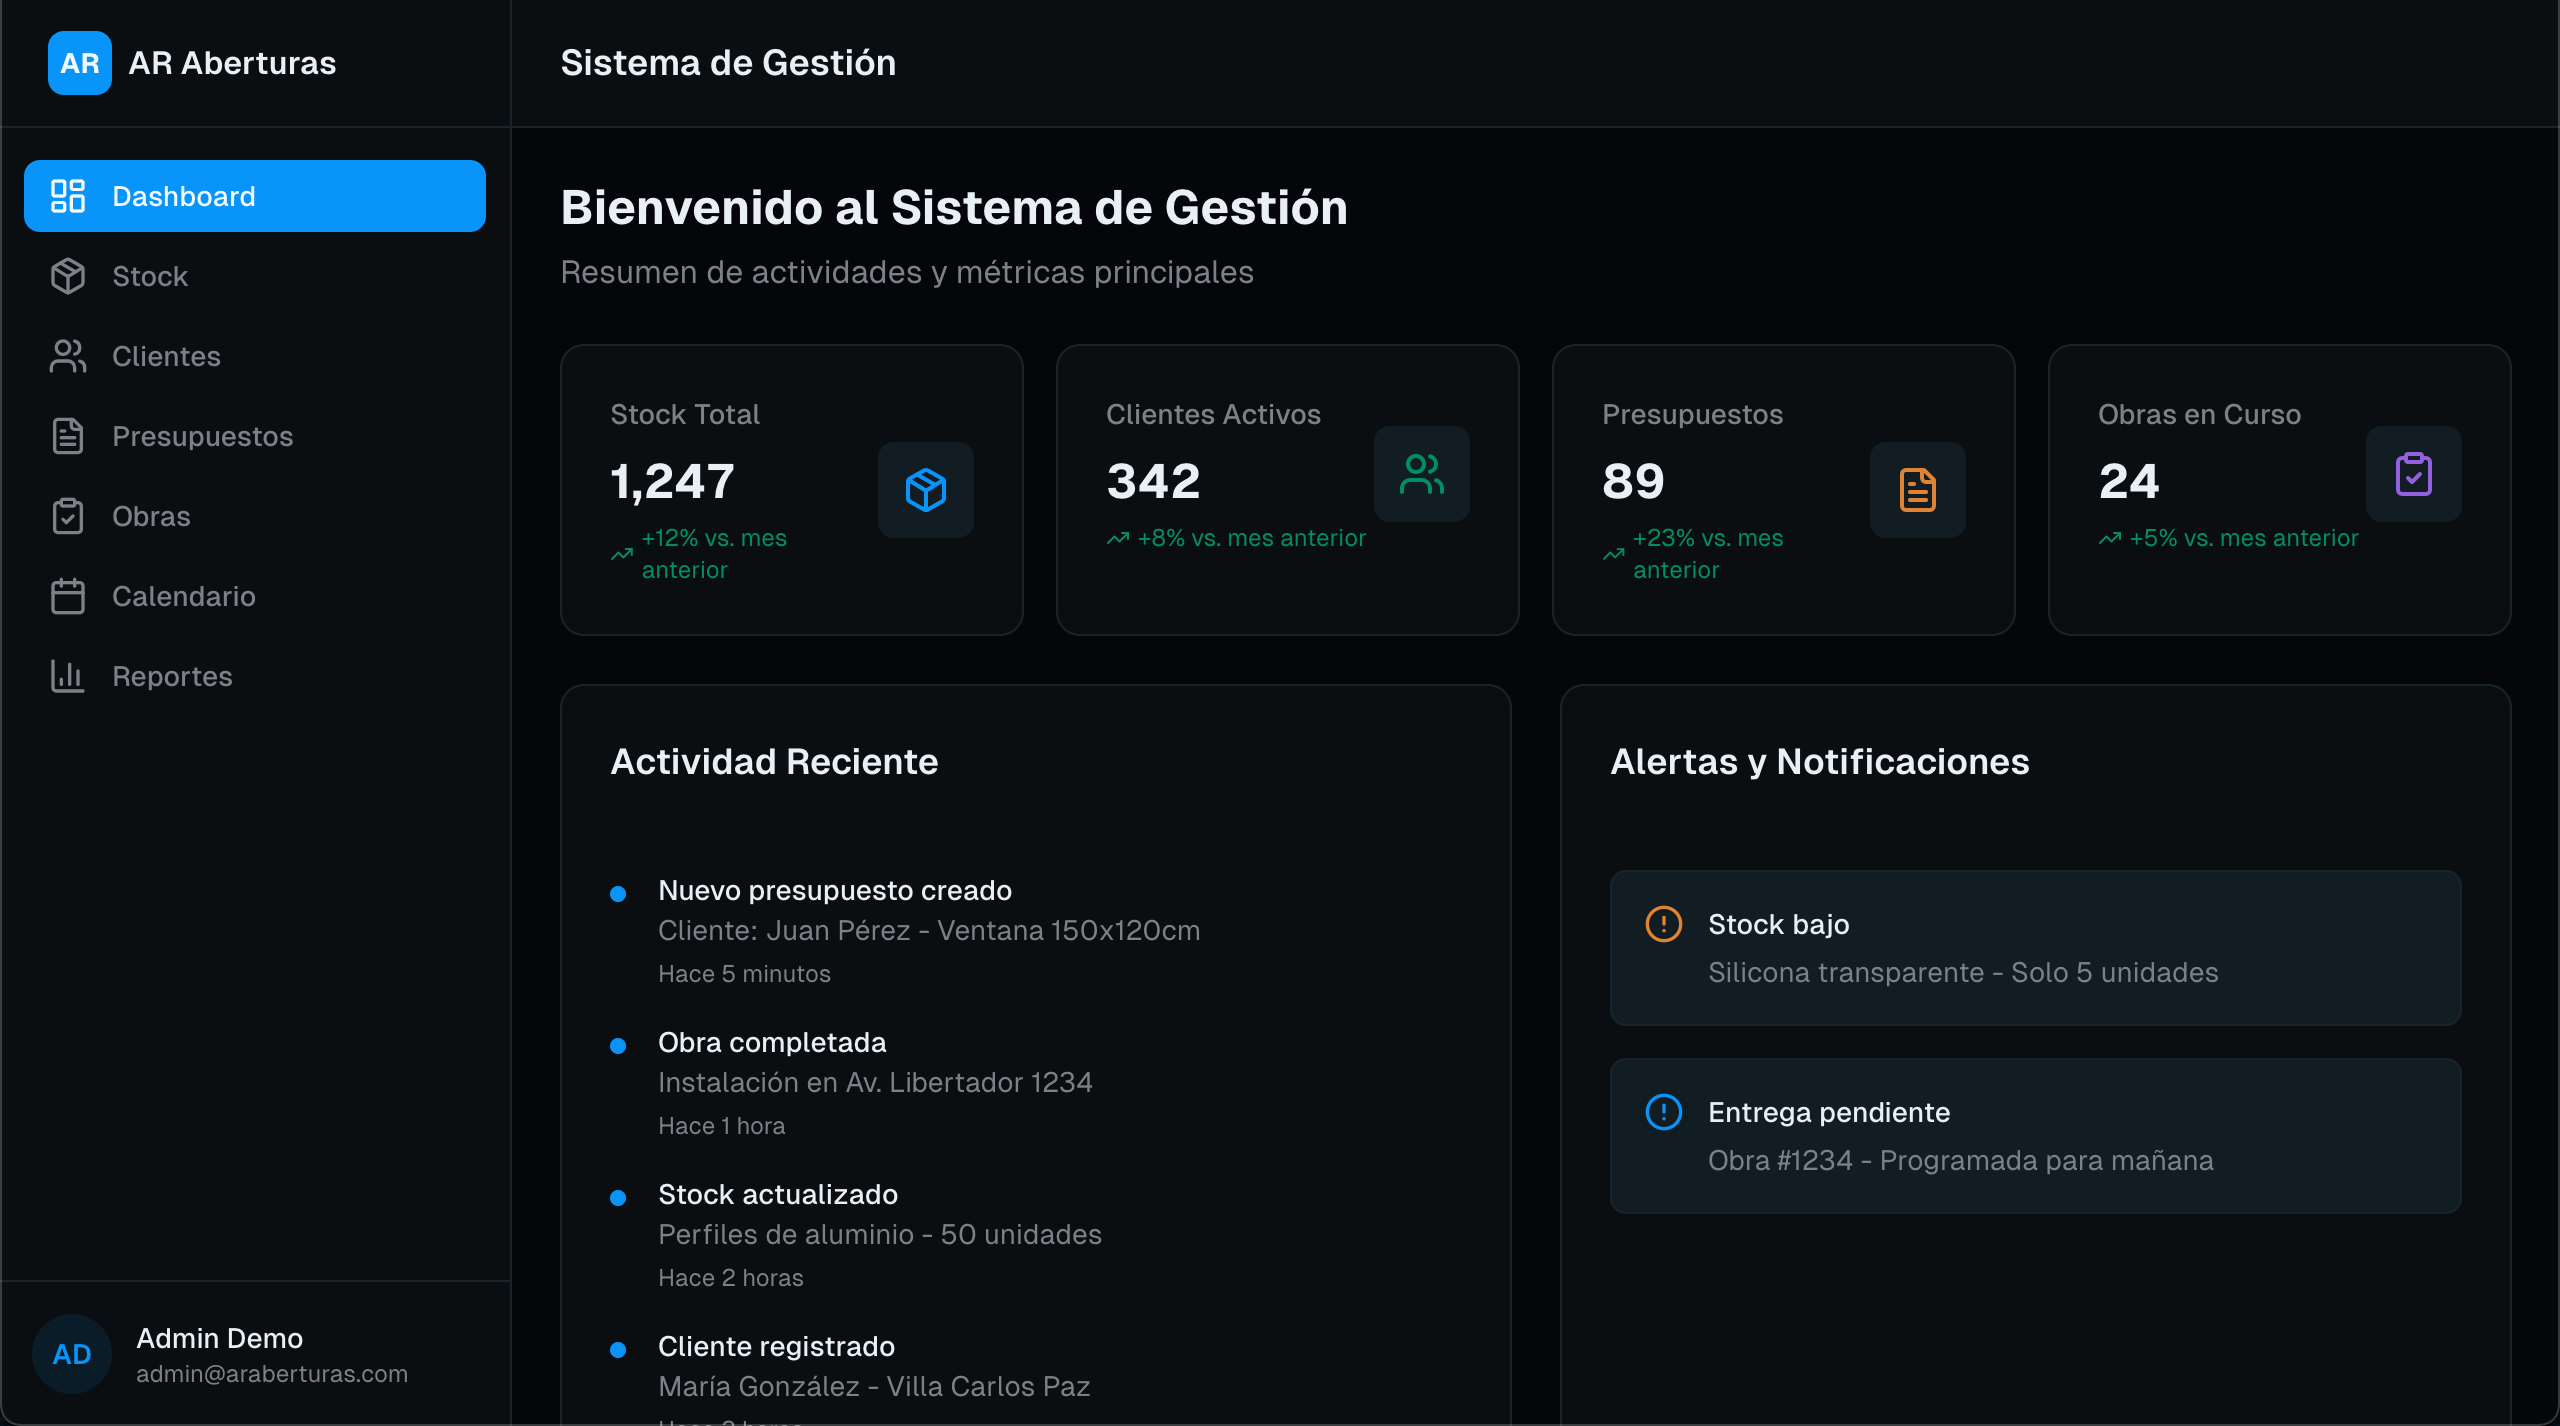 AR AR Aberturas
Sistema de Gestión
Dashboard
Stock
Clientes
Presupuestos
Obras
Calendario
Reportes
AD
Admin Demo
admin@araberturas.com
Bienvenido al Sistema de Gestión
Resumen de actividades y métricas principales
Stock Total
1,247
+12% vs. mes
anterior
Clientes Activos
342
+8% vs. mes anterior
Presupuestos
89
+23% vs. mes
anterior
Obras en Curso
24
+5% vs. mes anterior
Actividad Reciente
Nuevo presupuesto creado
Cliente: Juan Pérez - Ventana 150x120cm
Hace 5 minutos
Obra completada
Instalación en Av. Libertador 1234
Hace 1 hora
Stock actualizado
Perfiles de aluminio - 50 unidades
Hace 2 horas
Cliente registrado
María González - Villa Carlos Paz
Alertas y Notificaciones
Stock bajo
Silicona transparente - Solo 5 unidades
Entrega pendiente
Obra #1234 - Programada para mañana